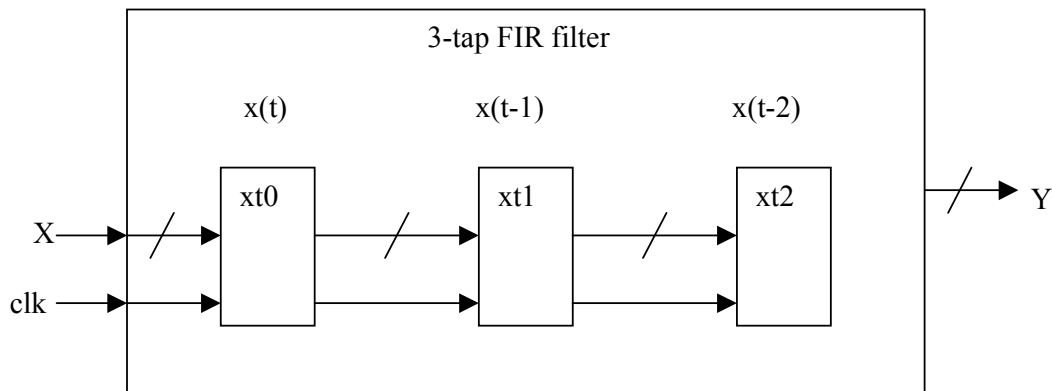 3-tap FIR filter
x(t)
x(t-1)
x(t-2)
xt0
xt1
xt2
X
Y
clk